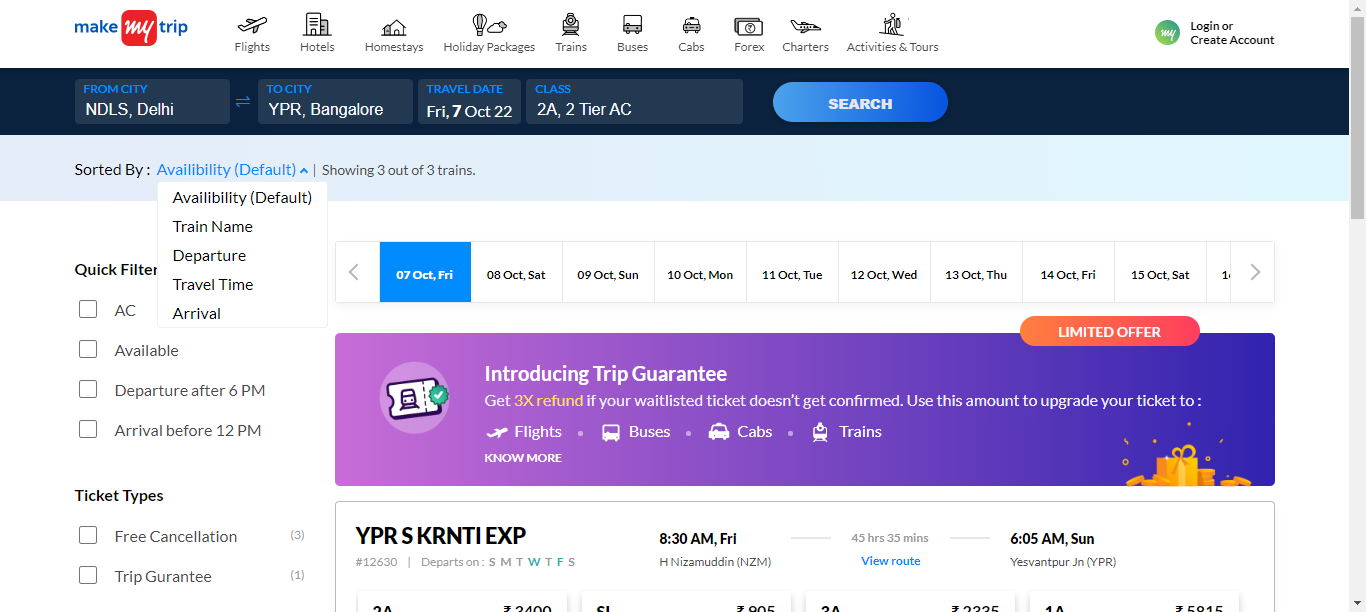 make my trip
Flights
Hotels
Homestays
Holiday Packages
Trains
Buses
Cabs
Forex
Charters
Activities & Tours
my
Login or
Create Account
FROM CITY
NDLS, Delhi
TO CITY
YPR, Bangalore
TRAVEL DATE
Fri, 7 Oct 22
CLASS
2A, 2 Tier AC
SEARCH
Sorted By : Availibility (Default) | Showing 3 out of 3 trains.
Availibility (Default)
Train Name
Departure
Travel Time
Arrival
Quick Filter
AC
Available
Departure after 6 PM
Arrival before 12 PM
Ticket Types
Free Cancellation (3)
Trip Gurantee (1)
07 Oct, Fri
08 Oct, Sat
09 Oct, Sun
10 Oct, Mon
11 Oct, Tue
12 Oct, Wed
13 Oct, Thu
14 Oct, Fri
15 Oct, Sat
LIMITED OFFER
Introducing Trip Guarantee
Get 3X refund if your waitlisted ticket doesn't get confirmed. Use this amount to upgrade your ticket to :
Flights • Buses • Cabs • Trains
KNOW MORE
YPR S KRNTI EXP
#12630 | Departs on : S M T W T F S
8:30 AM, Fri
H Nizamuddin (NZM)
45 hrs 35 mins
View route
6:05 AM, Sun
Yesvantpur Jn (YPR)
2A ₹ 3400
SL ₹ 905
3A ₹ 2335
1A ₹ 5815